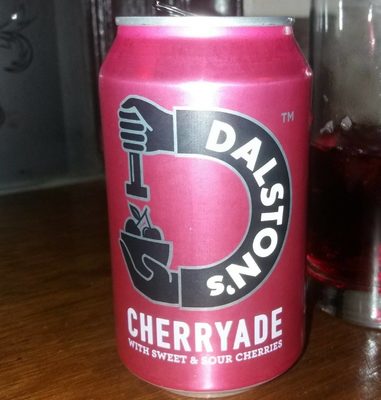 DALSTON'S
™
CHERRYADE
WITH SWEET & SOUR CHERRIES